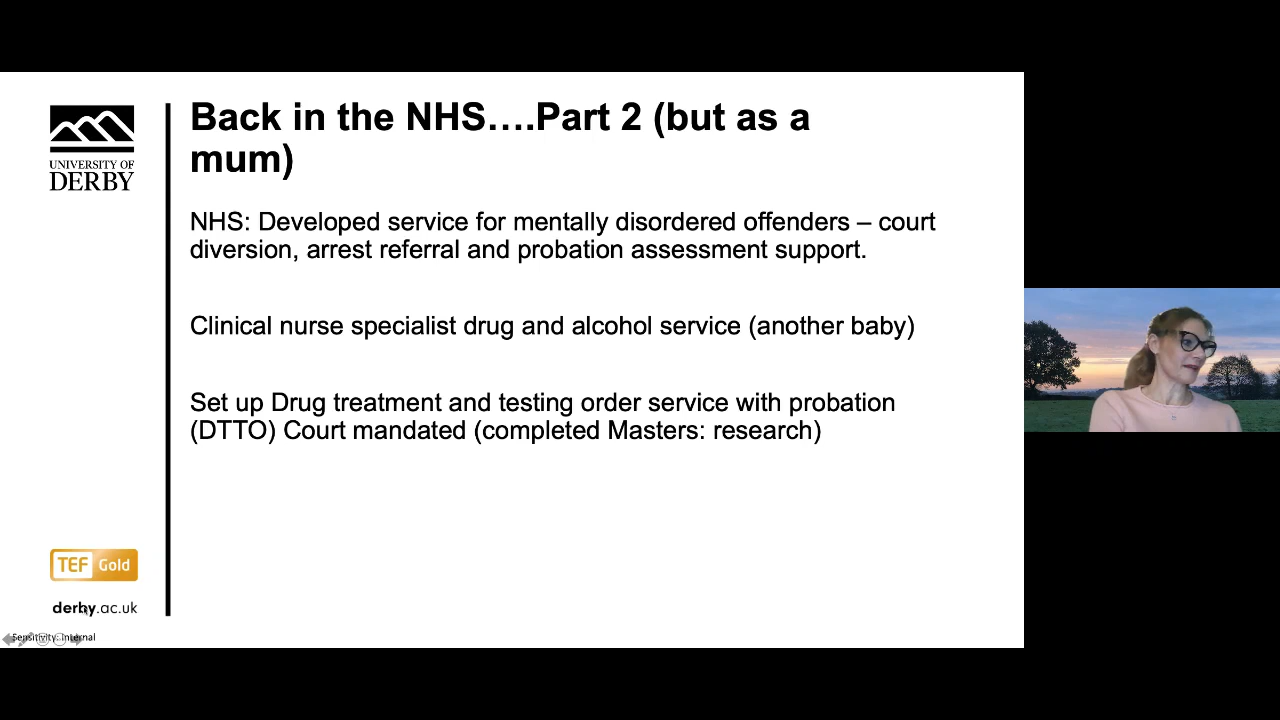 UNIVERSITY OF
DERBY
Back in the NHS….Part 2 (but as a
mum)
NHS: Developed service for mentally disordered offenders – court
diversion, arrest referral and probation assessment support.
Clinical nurse specialist drug and alcohol service (another baby)
Set up Drug treatment and testing order service with probation
(DTTO) Court mandated (completed Masters: research)
TEF Gold
derby.ac.uk
Sensitivity: Internal